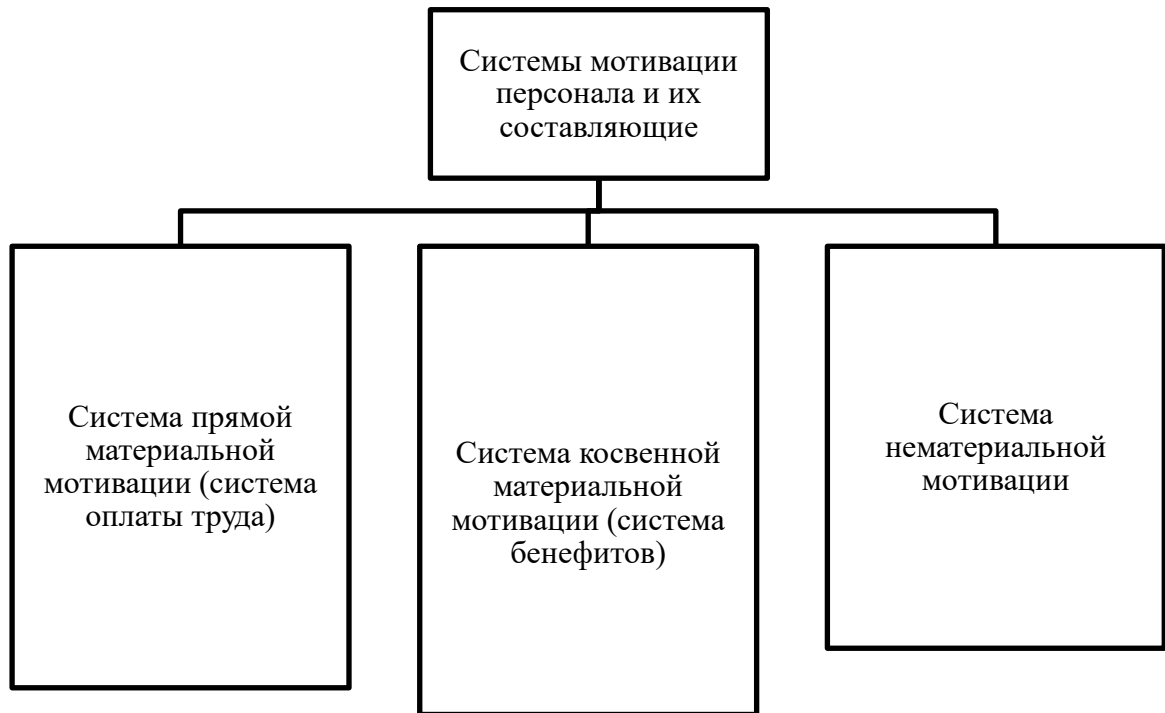 Системы мотивации
персонала и их
составляющие
Система прямой
материальной
мотивации (система
оплаты труда)
Система косвенной
материальной
мотивации (система
бенефитов)
Система
нематериальной
мотивации